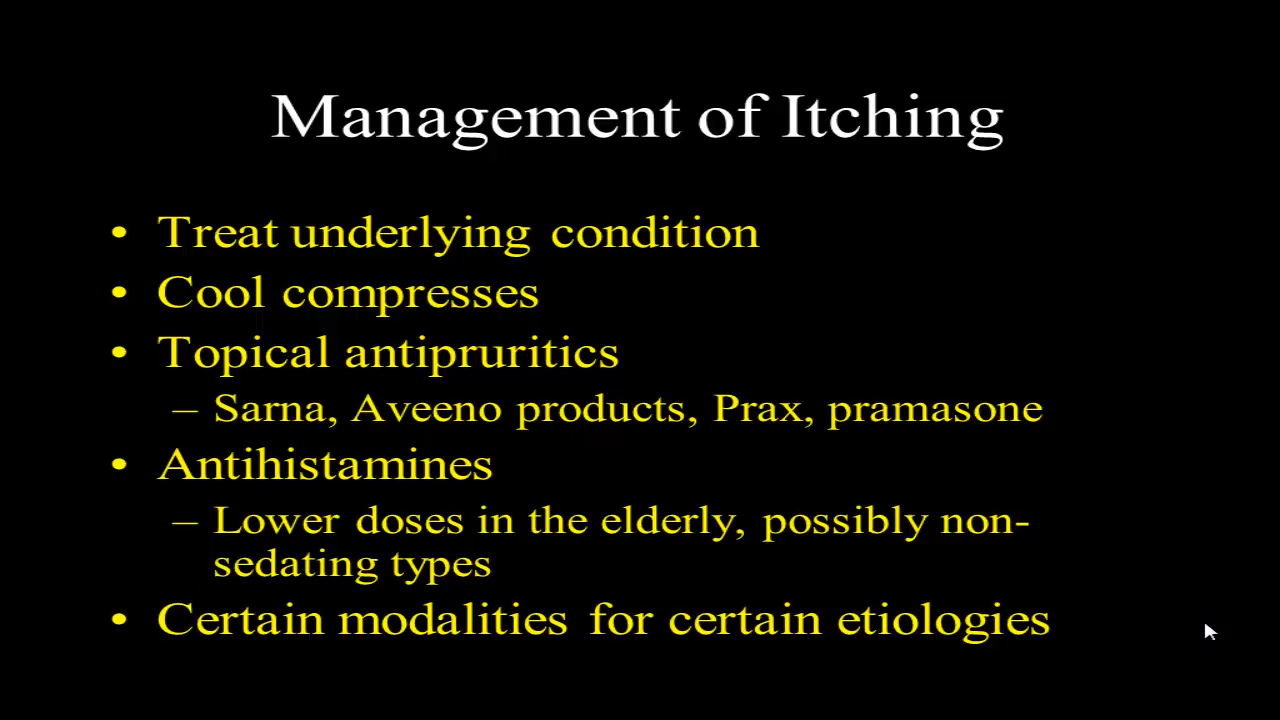 Management of Itching
• Treat underlying condition
• Cool compresses
• Topical antipruritics
– Sarna, Aveeno products, Prax, pramasone
• Antihistamines
– Lower doses in the elderly, possibly non-
sedating types
• Certain modalities for certain etiologies